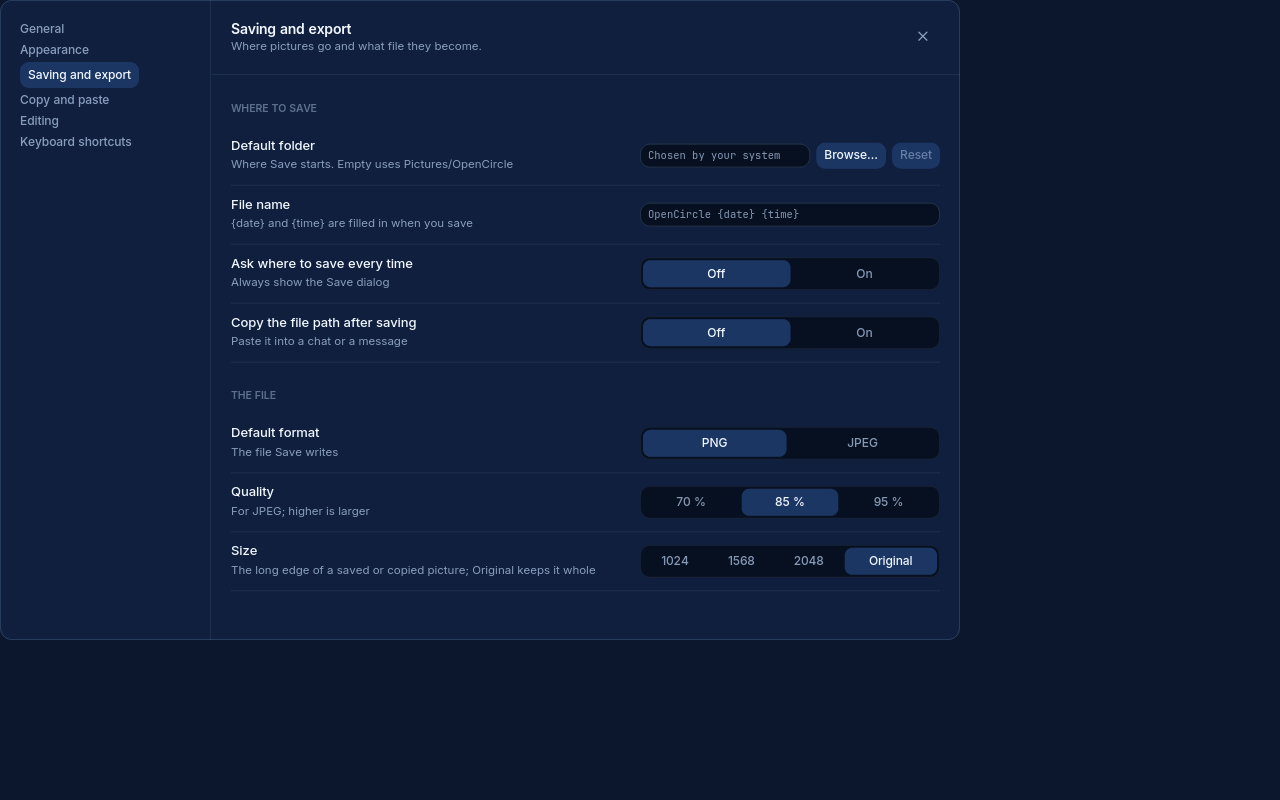 General
Appearance
Saving and export
Copy and paste
Editing
Keyboard shortcuts
Saving and export
Where pictures go and what file they become.
WHERE TO SAVE
Default folder
Where Save starts. Empty uses Pictures/OpenCircle
Chosen by your system
Browse...
Reset
File name
{date} and {time} are filled in when you save
OpenCircle {date} {time}
Ask where to save every time
Always show the Save dialog
Off
On
Copy the file path after saving
Paste it into a chat or a message
Off
On
THE FILE
Default format
The file Save writes
PNG
JPEG
Quality
For JPEG; higher is larger
70 %
85 %
95 %
Size
The long edge of a saved or copied picture; Original keeps it whole
1024
1568
2048
Original